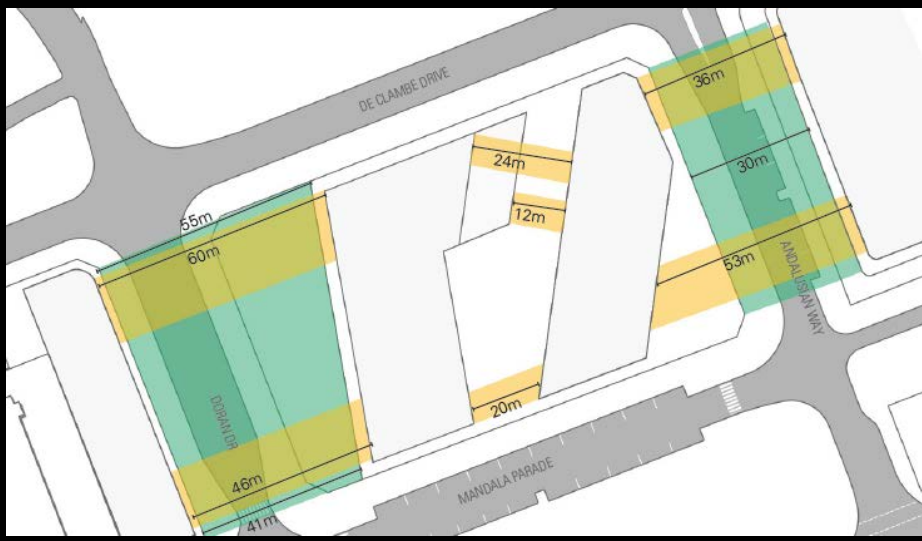 DE CLAMBE DRIVE
36m
24m
30m
12m
55m
60m
53m
ANDALUSIAN WAY
DORAN DR
20m
46m
MANDALA PARADE
41m